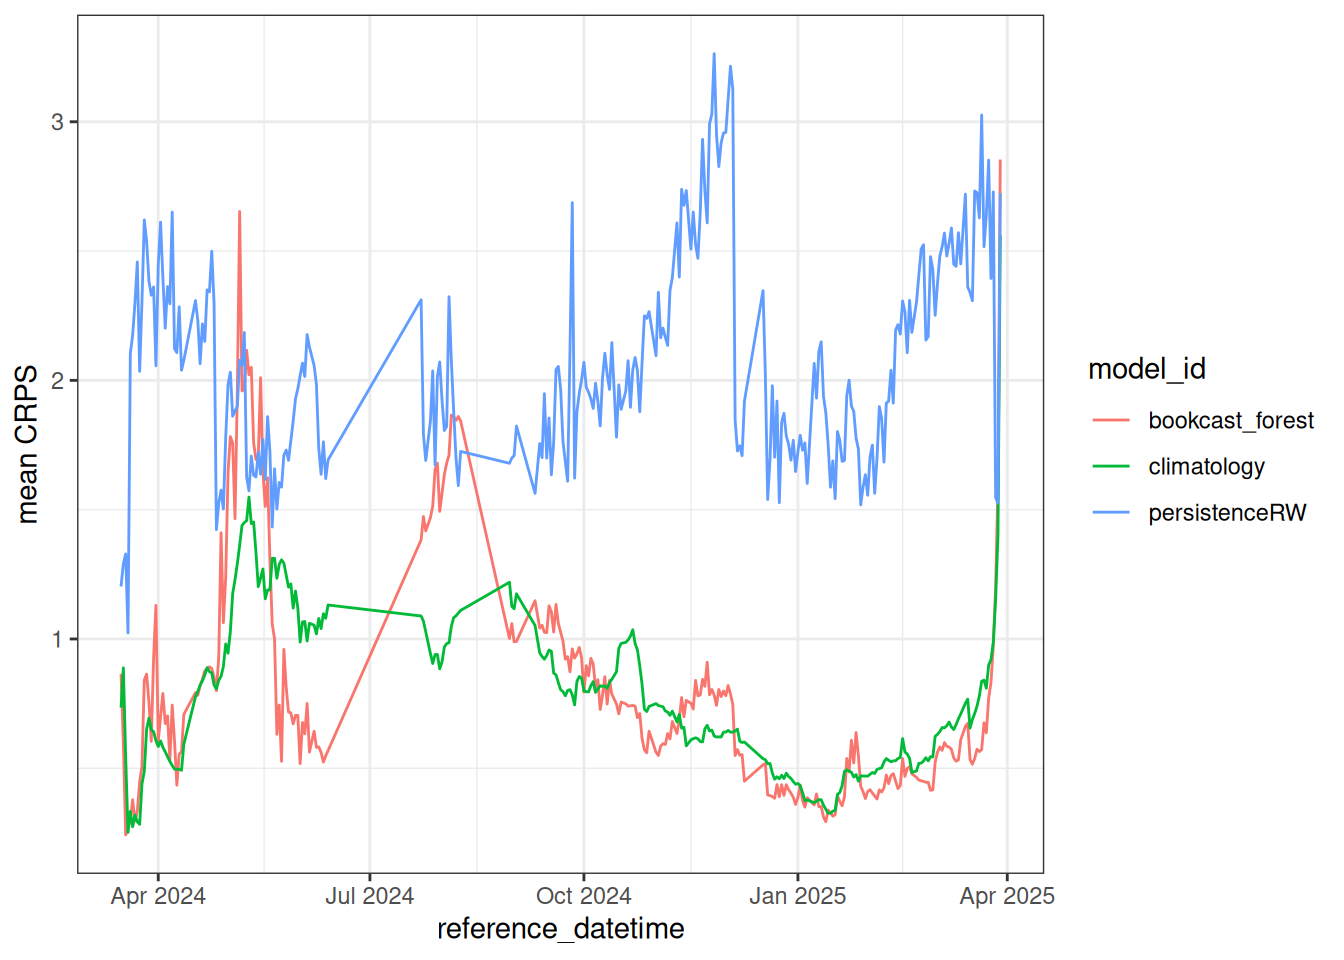 3
2
1
mean CRPS
Apr 2024
Jul 2024
Oct 2024
Jan 2025
Apr 2025
reference_datetime
model_id
bookcast_forest
climatology
persistenceRW